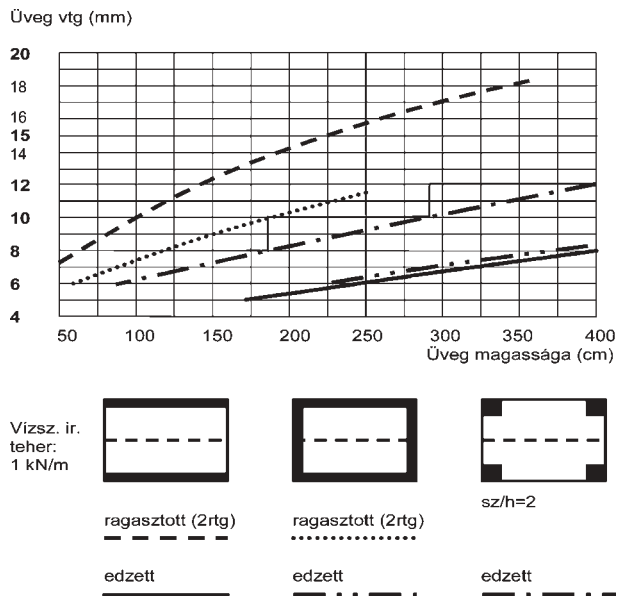 Üveg vtg (mm)
20
18
16
15
14
12
10
8
6
4
50 100 150 200 250 300 350 400
Üveg magassága (cm)
Vízsz. ir.
teher:
1 kN/m
sz/h=2
ragasztott (2rtg) ragasztott (2rtg)
edzett edzett edzett